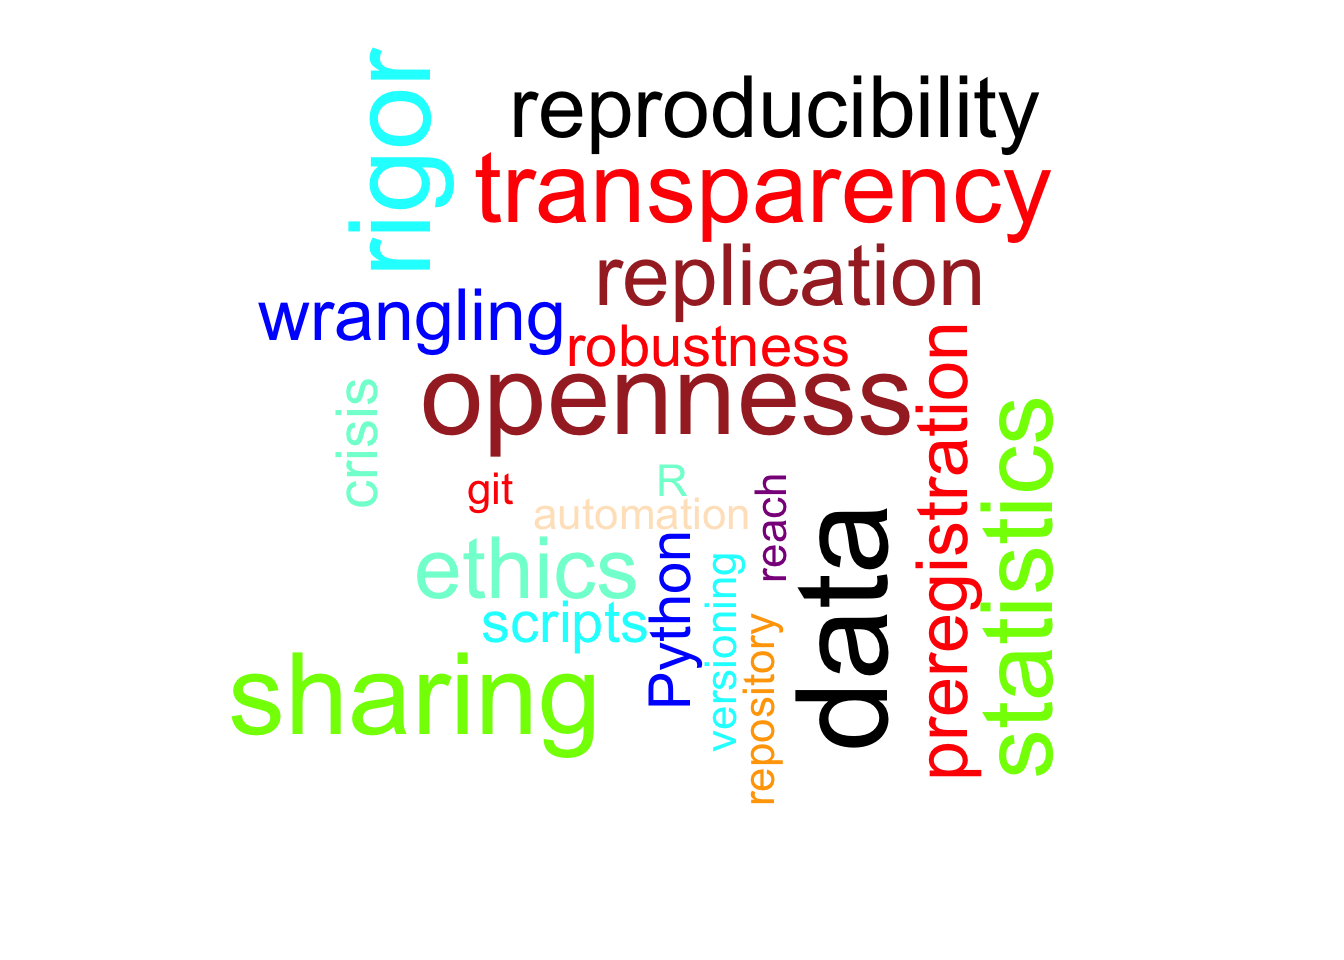 rigor
reproducibility
transparency
replication
wrangling
robustness
openness
crisis
preregistration
statistics
git
R
automation
reach
data
ethics
Python
versioning
scripts
repository
sharing